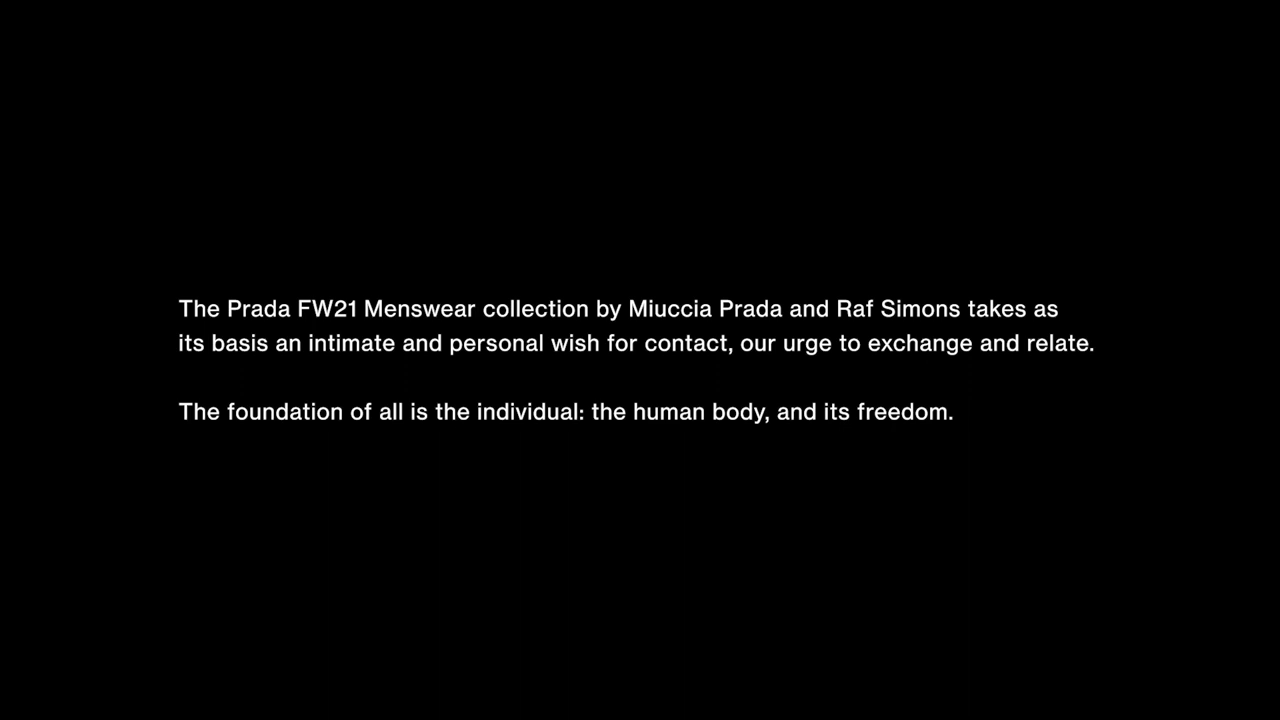 The Prada FW21 Menswear collection by Miuccia Prada and Raf Simons takes as
its basis an intimate and personal wish for contact, our urge to exchange and relate.
The foundation of all is the individual: the human body, and its freedom.